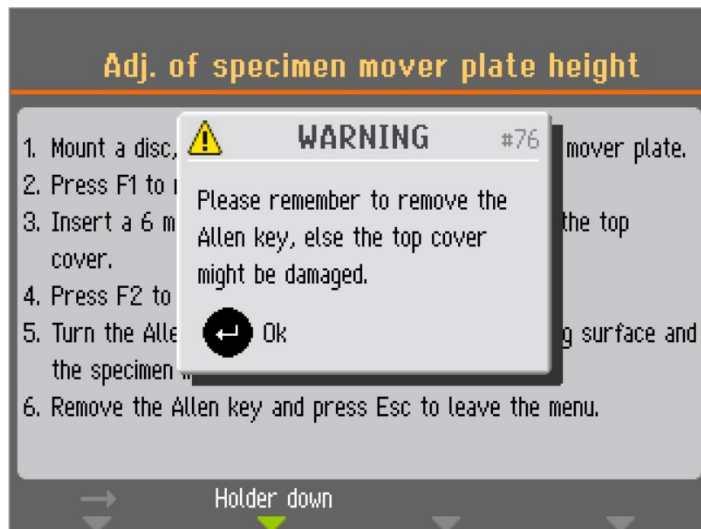 Adj. of specimen mover plate height
WARNING #76
Please remember to remove the
Allen key, else the top cover
might be damaged.
Ok
1. Mount a disc, mover plate.
2. Press F1 to
3. Insert a 6 the top
cover.
4. Press F2 to
5. Turn the surface and
the specimen
6. Remove the Allen key and press Esc to leave the menu.
Holder down